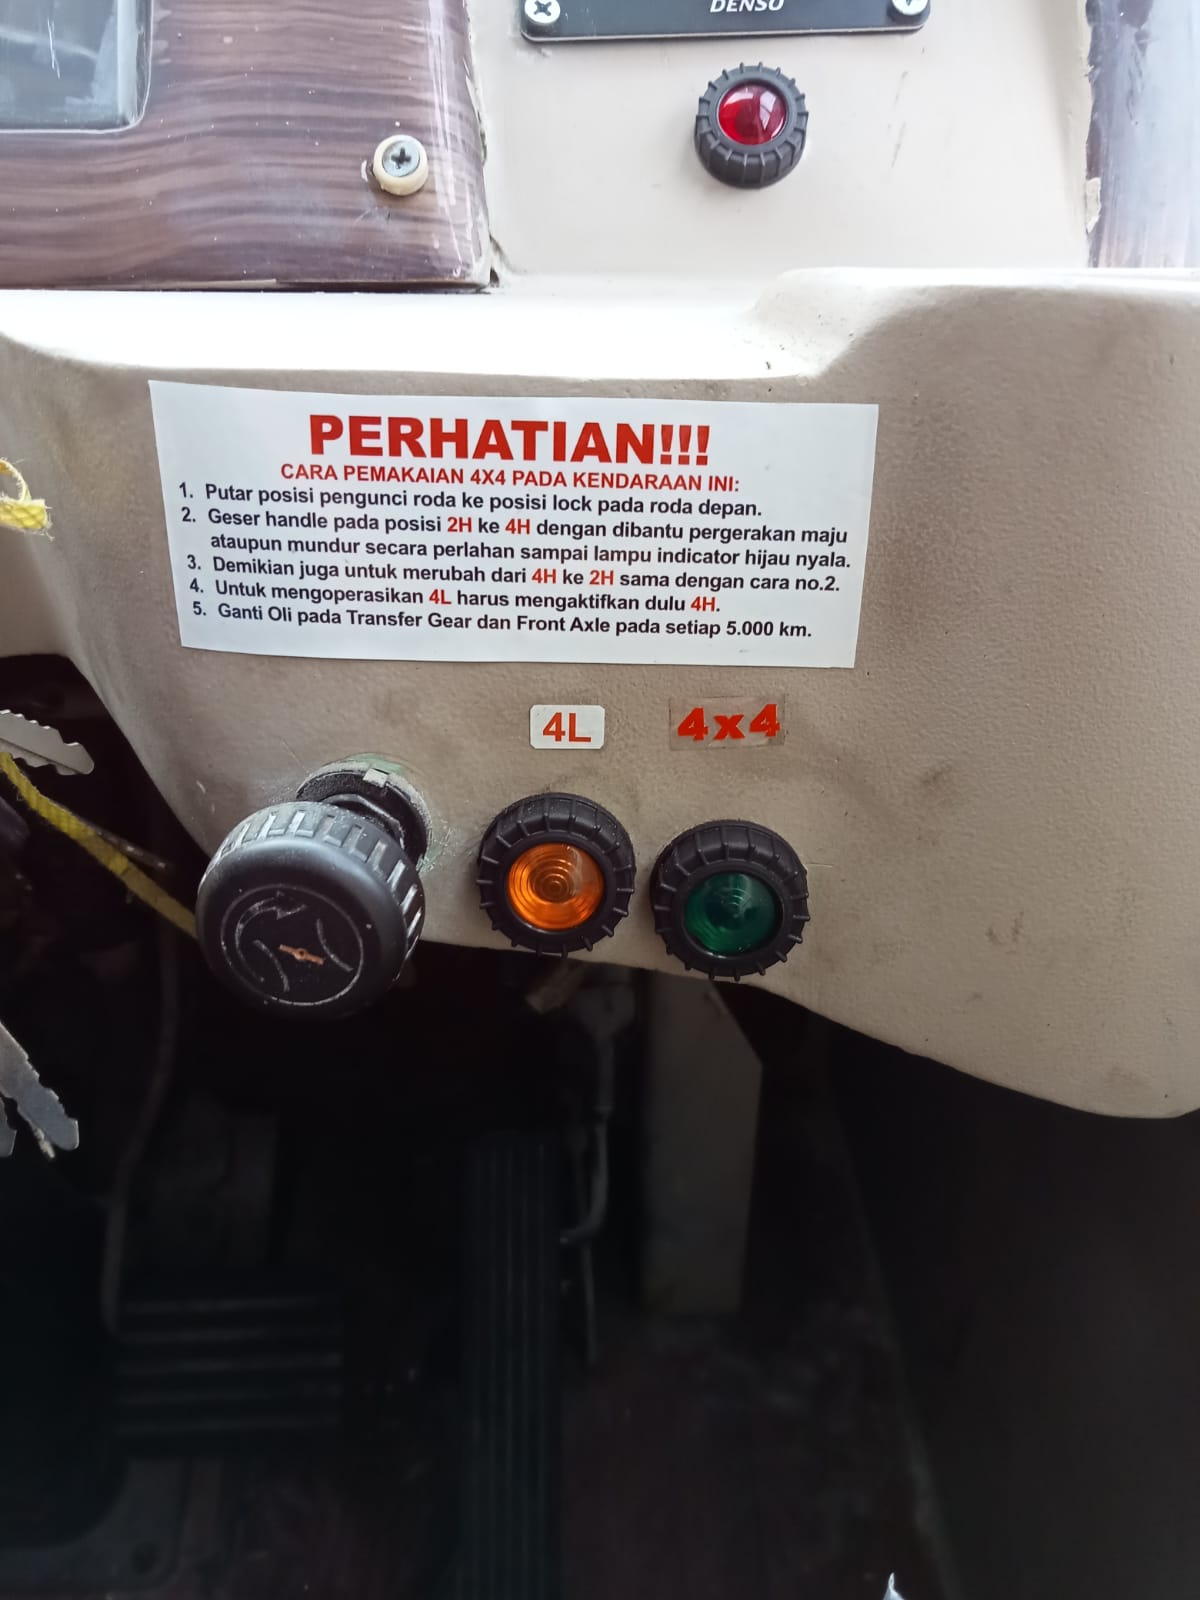 DENSO
PERHATIAN!!!
CARA PEMAKAIAN 4X4 PADA KENDARAAN INI:
1. Putar posisi pengunci roda ke posisi lock pada roda depan.
2. Geser handle pada posisi 2H ke 4H dengan dibantu pergerakan maju
ataupun mundur secara perlahan sampai lampu indicator hijau nyala.
3. Demikian juga untuk merubah dari 4H ke 2H sama dengan cara no.2.
4. Untuk mengoperasikan 4L harus mengaktifkan dulu 4H.
5. Ganti Oli pada Transfer Gear dan Front Axle pada setiap 5.000 km.
4L
4x4